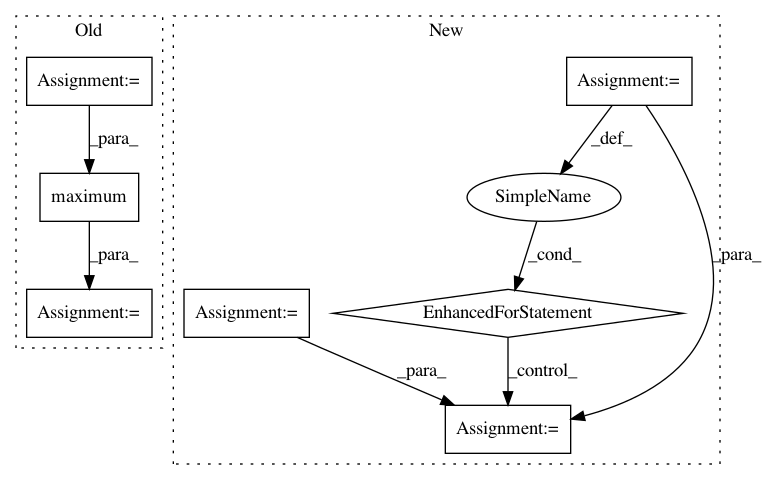 Old
New
Assignment:=
Assignment:=
_para_
_def_
maximum
SimpleName
_para_
_cond_
_para_
Assignment:=
Assignment:=
EnhancedForStatement
_para_
_control_
Assignment:=